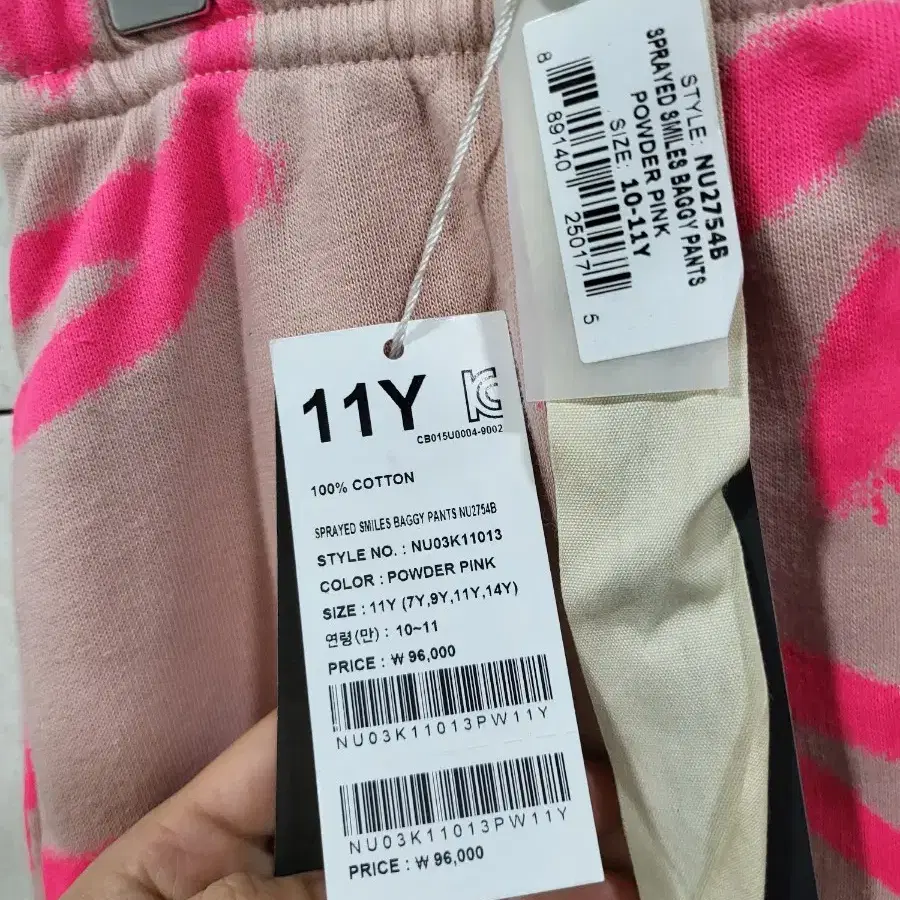 STYLE: NU2754B
SPRAYED SMILES BAGGY PANTS
POWDER PINK
SIZE: 10-11Y
8 89140 25017 5
11Y
CB015U0004-9002
100% COTTON
SPRAYED SMILES BAGGY PANTS NU2754B
STYLE NO. : NU03K11013
COLOR : POWDER PINK
SIZE : 11Y (7Y,9Y,11Y,14Y)
연령(만) : 10~11
PRICE : ₩ 96,000
NU03K11013PW11Y
NU03K11013PW11Y
PRICE : ₩ 96,000